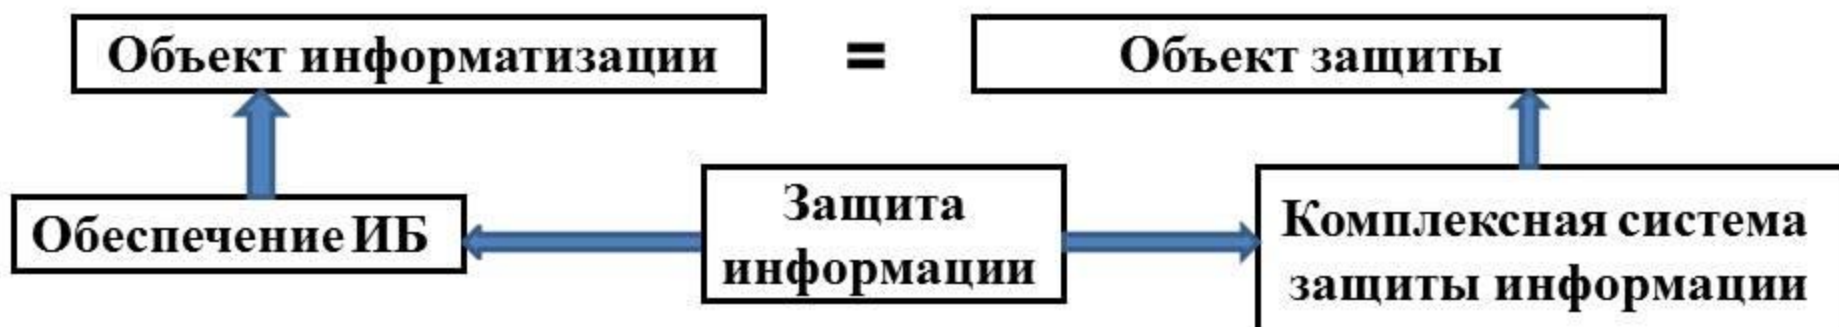 Объект информатизации
=
Объект защиты
Обеспечение ИБ
Защита
информации
Комплексная система
защиты информации